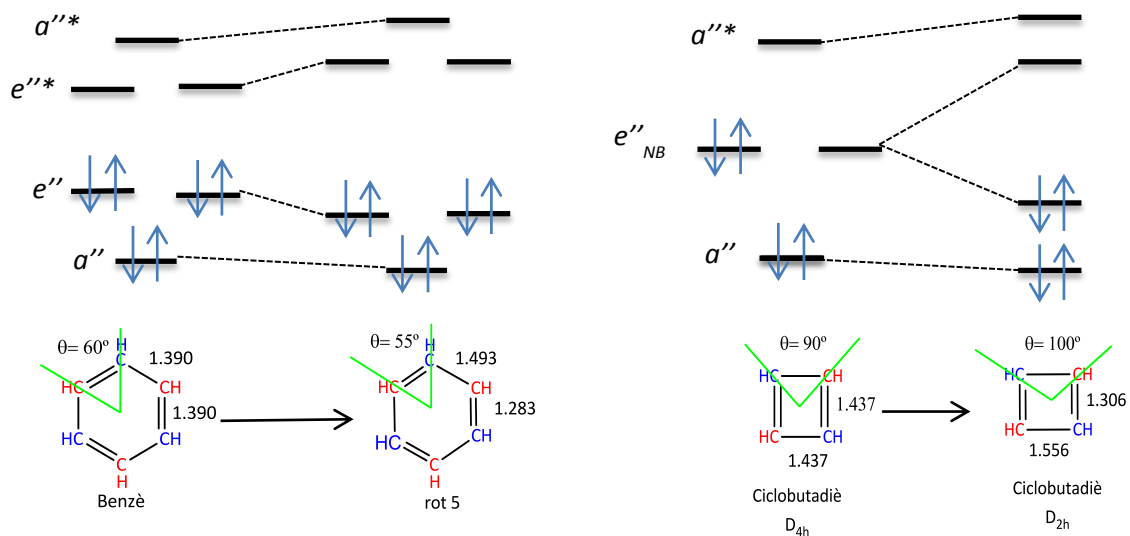 a''*
e''*
e''
a''
θ= 60º
H
C
1.390
HC
CH
1.390
HC
CH
C
H
Benzè
θ= 55º
H
C
1.493
HC
CH
1.283
HC
CH
C
H
rot 5
a''*
e''NB
a''
θ= 90º
HC
CH
1.437
HC
CH
1.437
Ciclobutadiè
D4h
θ= 100º
HC
CH
1.306
HC
CH
1.556
Ciclobutadiè
D2h